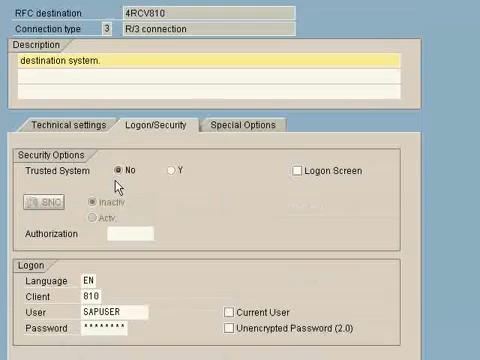 RFC destination 4RCV810
Connection type 3 R/3 connection
Description
destination system.
Technical settings Logon/Security Special Options
Security Options
Trusted System No Y Logon Screen
SNC Inactiv
Actv.
Authorization
Logon
Language EN
Client 810
User SAPUSER Current User
Password ******** Unencrypted Password (2.0)